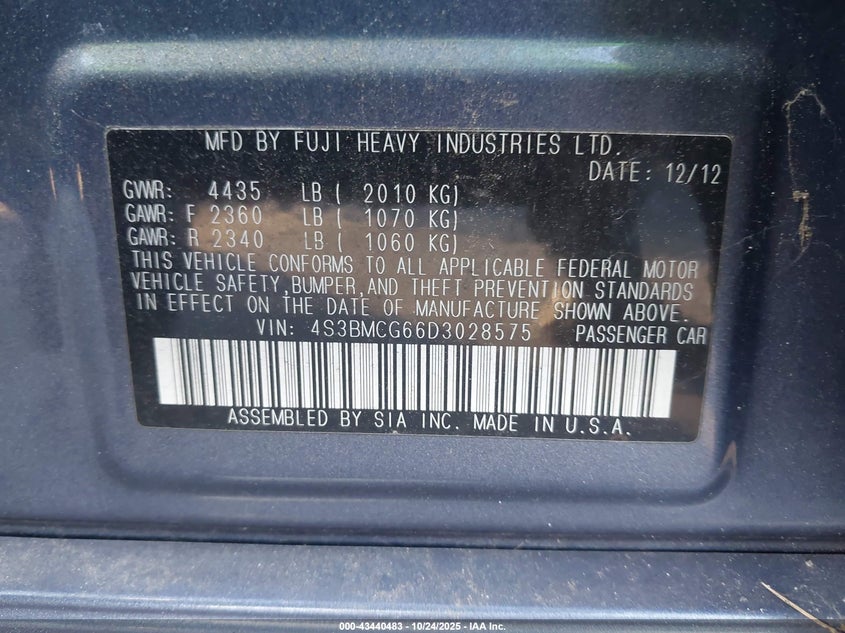 MFD BY FUJI HEAVY INDUSTRIES LTD.
DATE: 12/12
GVWR: 4435 LB ( 2010 KG)
GAWR: F 2360 LB ( 1070 KG)
GAWR: R 2340 LB ( 1060 KG)
THIS VEHICLE CONFORMS TO ALL APPLICABLE FEDERAL MOTOR
VEHICLE SAFETY, BUMPER, AND THEFT PREVENTION STANDARDS
IN EFFECT ON THE DATE OF MANUFACTURE SHOWN ABOVE.
VIN: 4S3BMCG66D3028575 PASSENGER CAR
ASSEMBLED BY SIA INC. MADE IN U.S.A.
000-43440483 - 10/24/2025 - IAA Inc.